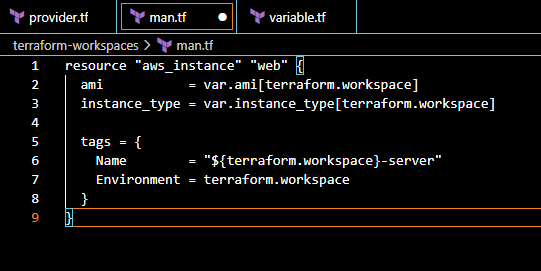 provider.tf man.tf variable.tf
terraform-workspaces > man.tf
1 resource "aws_instance" "web" {
2   ami           = var.ami[terraform.workspace]
3   instance_type = var.instance_type[terraform.workspace]
4
5   tags = {
6     Name        = "${terraform.workspace}-server"
7     Environment = terraform.workspace
8   }
9 }